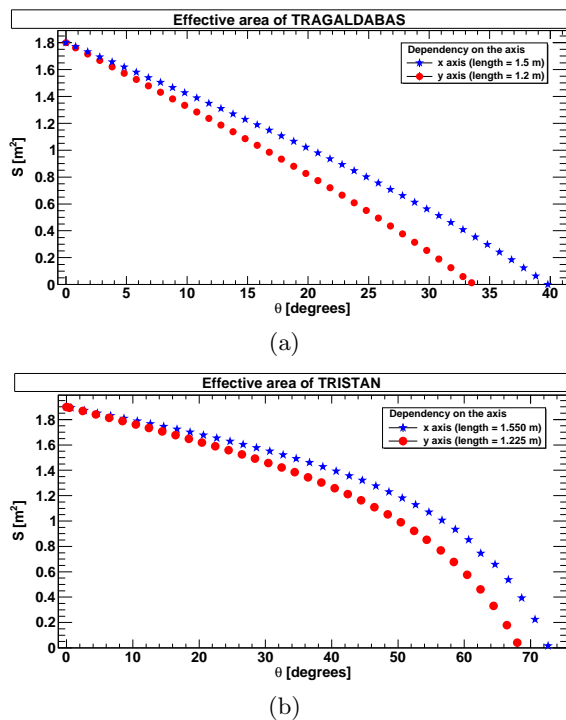 Effective area of TRAGALDABAS
S [m²]
1.8
1.6
1.4
1.2
1
0.8
0.6
0.4
0.2
0
Dependency on the axis
x axis (length = 1.5 m)
y axis (length = 1.2 m)
0 5 10 15 20 25 30 35 40
θ [degrees]
(a)
Effective area of TRISTAN
S [m²]
1.8
1.6
1.4
1.2
1
0.8
0.6
0.4
0.2
0
Dependency on the axis
x axis (length = 1.550 m)
y axis (length = 1.225 m)
0 10 20 30 40 50 60 70
θ [degrees]
(b)